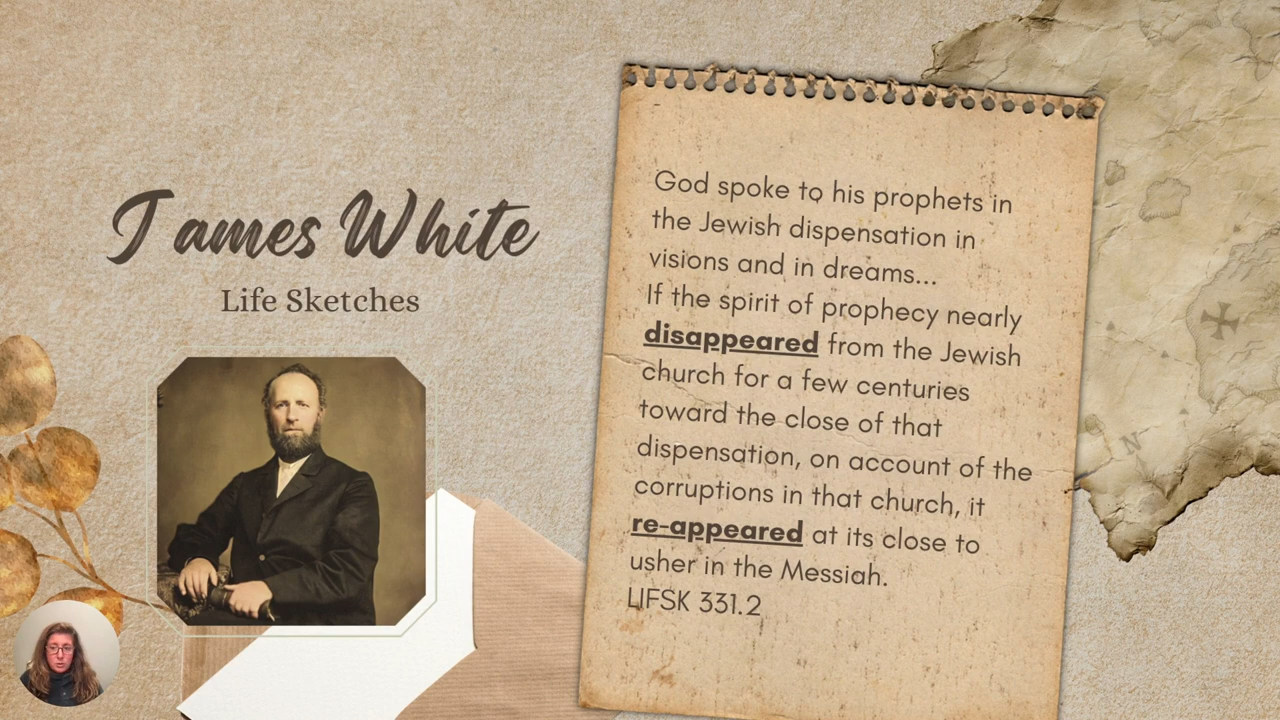 James White
Life Sketches
God spoke to his prophets in
the Jewish dispensation in
visions and in dreams...
If the spirit of prophecy nearly
disappeared from the Jewish
church for a few centuries
toward the close of that
dispensation, on account of the
corruptions in that church, it
re-appeared at its close to
usher in the Messiah.
LIFSK 331.2
N